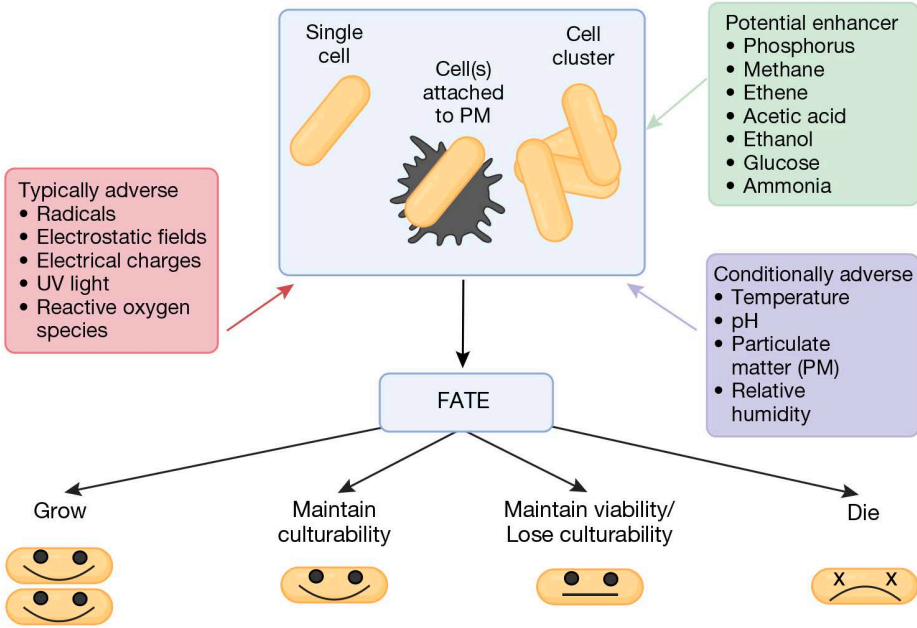 Single
cell
Cell(s)
attached
to PM
Cell
cluster
Potential enhancer
• Phosphorus
• Methane
• Ethene
• Acetic acid
• Ethanol
• Glucose
• Ammonia
Typically adverse
• Radicals
• Electrostatic fields
• Electrical charges
• UV light
• Reactive oxygen
species
Conditionally adverse
• Temperature
• pH
• Particulate
matter (PM)
• Relative
humidity
FATE
Grow
Maintain
culturability
Maintain viability/
Lose culturability
Die
x x